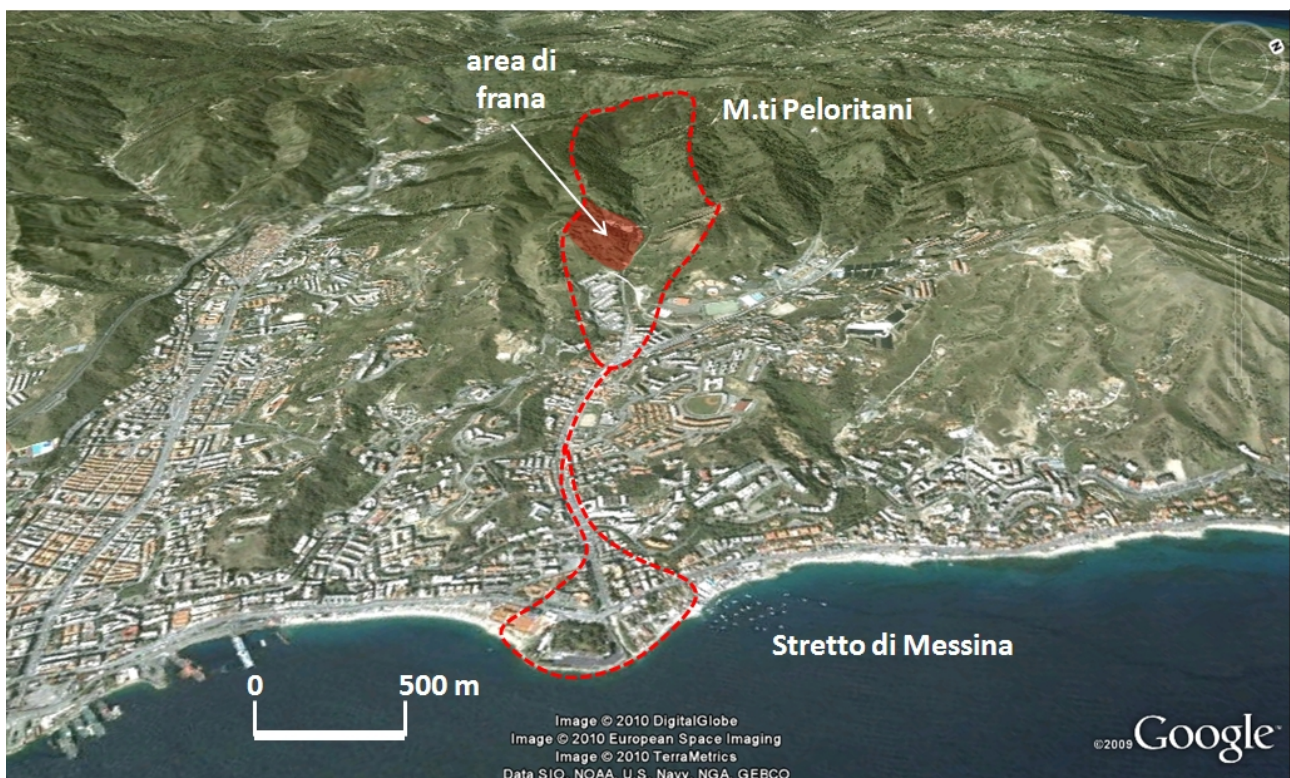 area di
frana
M.ti Peloritani
N
Stretto di Messina
0 500 m
Image © 2010 DigitalGlobe
Image © 2010 European Space Imaging
Image © 2010 TerraMetrics
Data SIO, NOAA, U.S. Navy, NGA, GEBCO
©2009 Google™